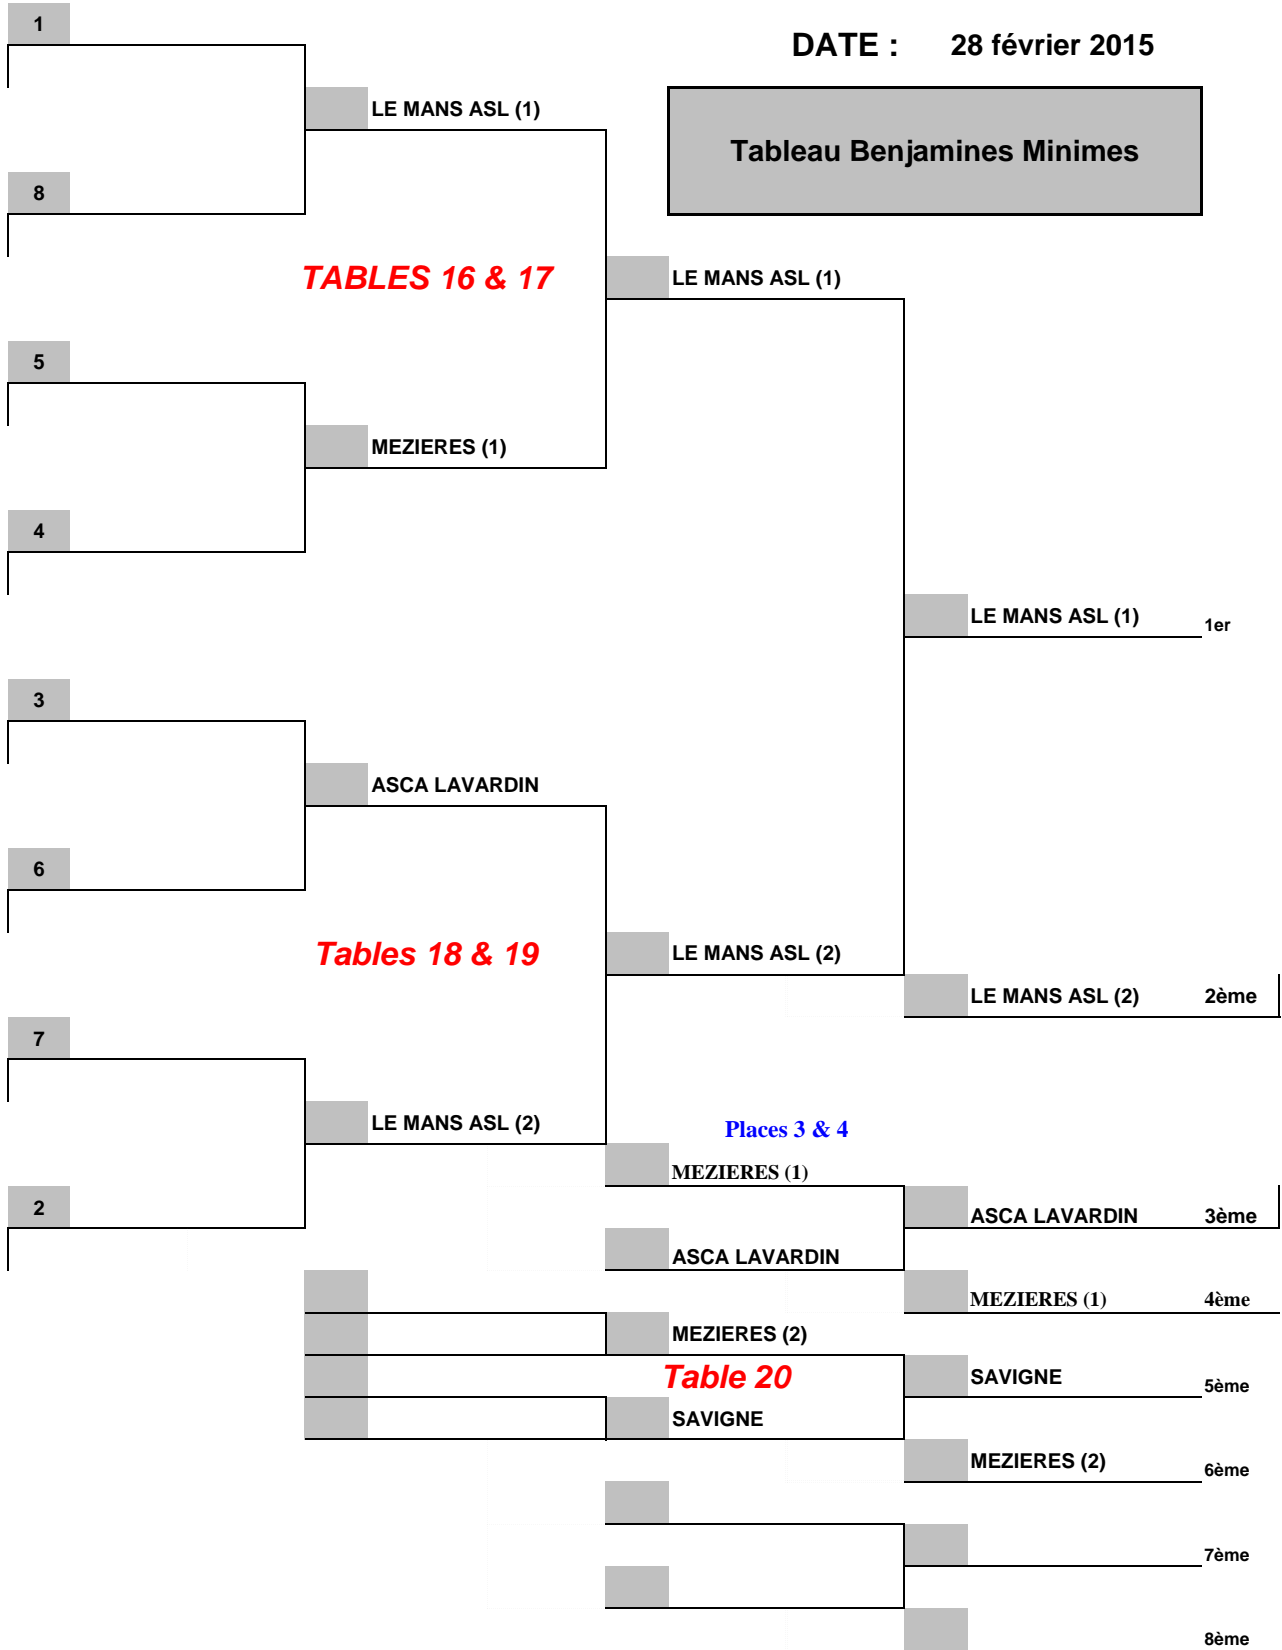 1
DATE : 28 février 2015
LE MANS ASL (1)
Tableau Benjamines Minimes
8
TABLES 16 & 17
LE MANS ASL (1)
5
MEZIERES (1)
4
LE MANS ASL (1) 1er
3
ASCA LAVARDIN
6
Tables 18 & 19
LE MANS ASL (2)
LE MANS ASL (2) 2ème
7
LE MANS ASL (2)
Places 3 & 4
MEZIERES (1)
2
ASCA LAVARDIN 3ème
ASCA LAVARDIN
MEZIERES (1) 4ème
MEZIERES (2)
Table 20
SAVIGNE 5ème
SAVIGNE
MEZIERES (2) 6ème
7ème
8ème